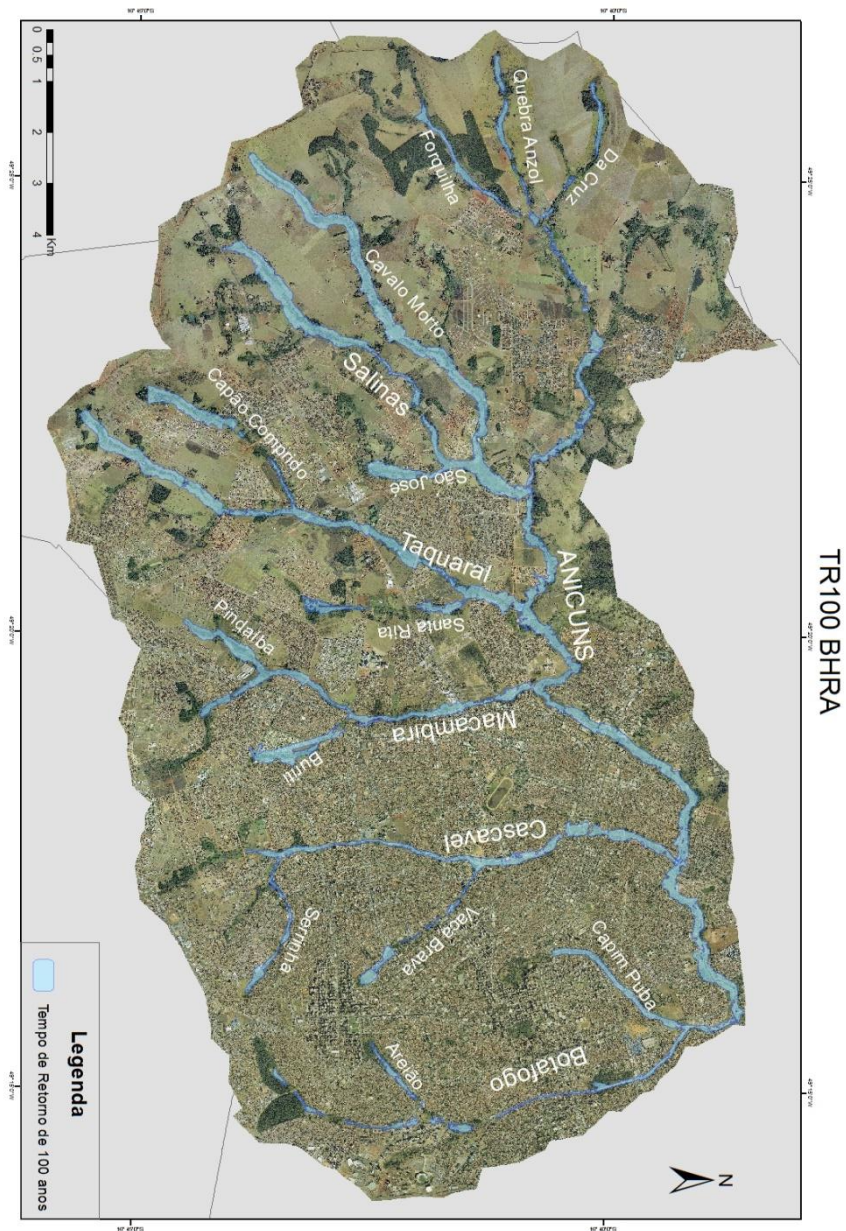 TR100 BHRA
Da Cruz
Quebra Anzol
Forquilha
Cavalo Morto
Salinas
São José
Capão Comprido
Taquaral
ANICUNS
Santa Rita
Pindaíba
Macambira
Buriti
Cascavel
Vaca Brava
Serrinha
Capim Puba
Botafogo
Areião
N
0 0.5 1 2 3 4
Km
Legenda
Tempo de Retorno de 100 anos